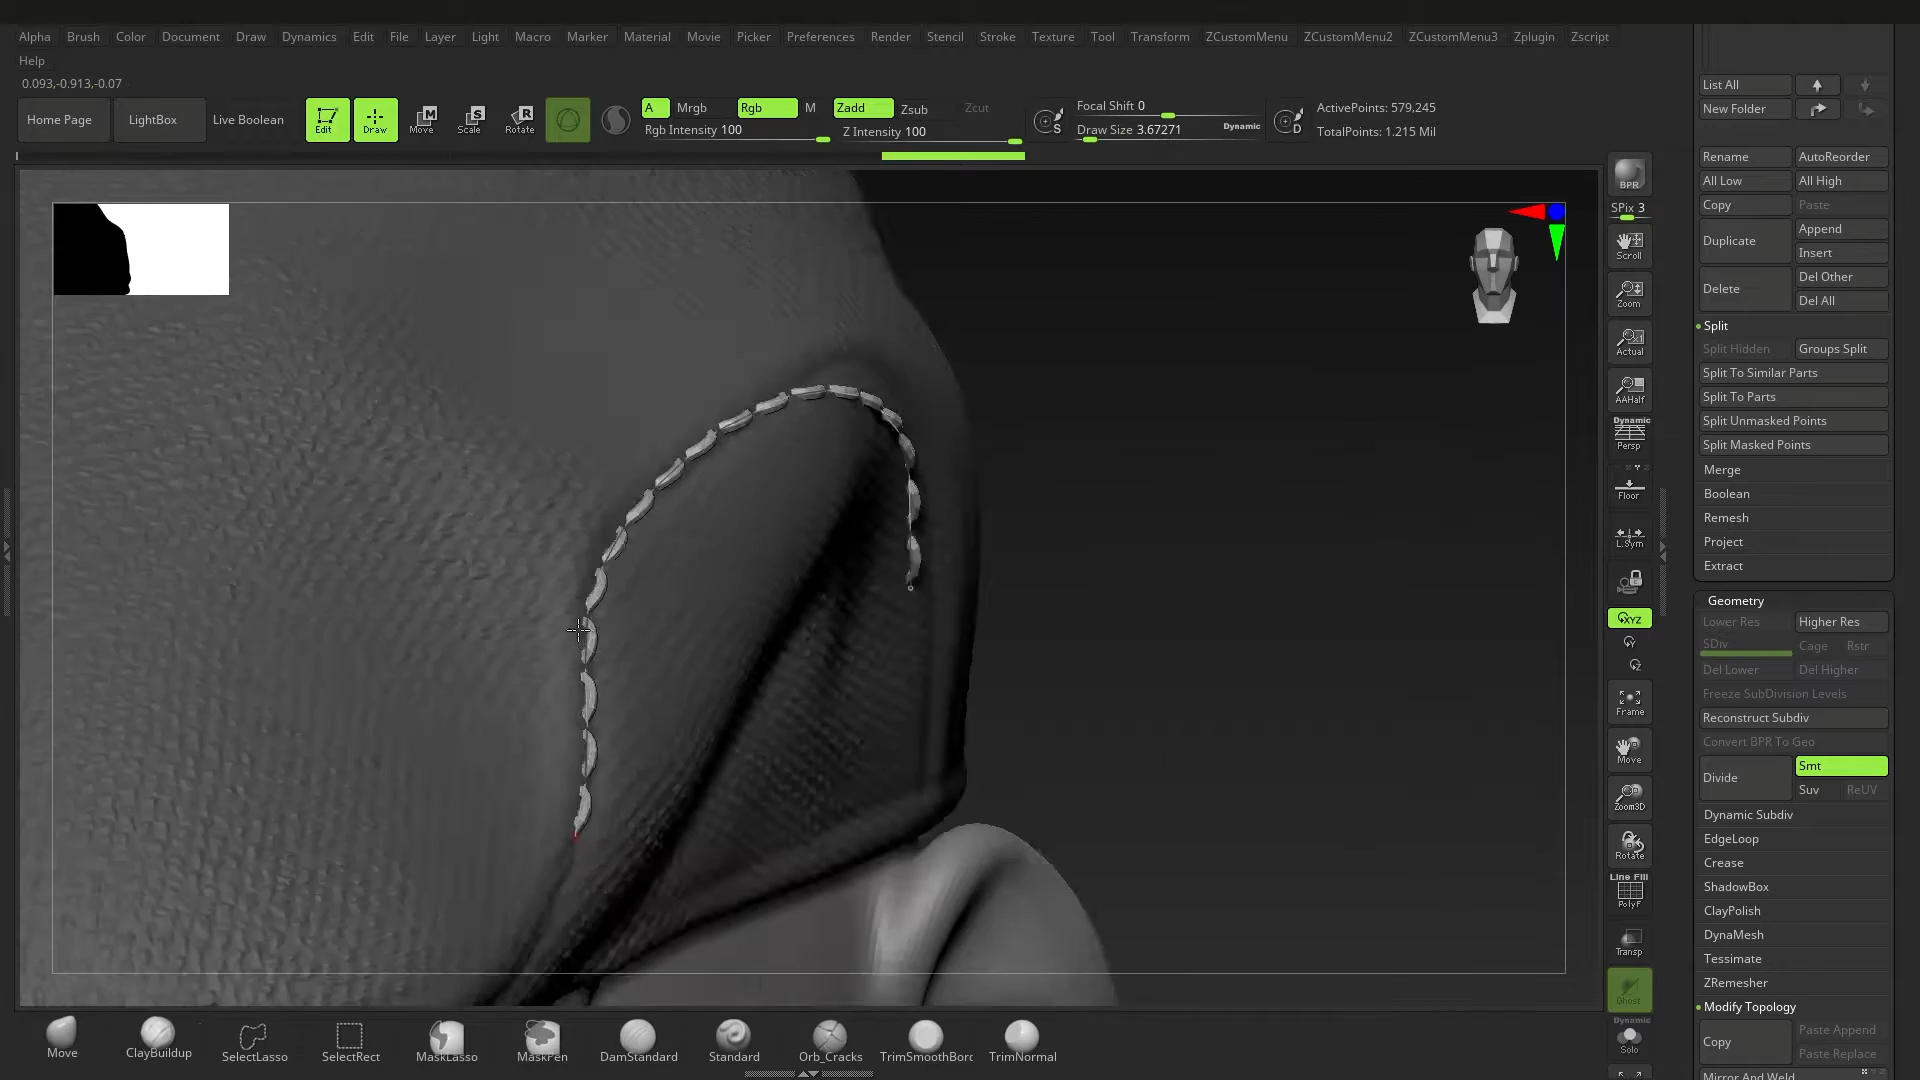 Alpha Brush Color Document Draw Dynamics Edit File Layer Light Macro Marker Material Movie Picker Preferences Render Stencil Stroke Texture Tool Transform ZCustomMenu ZCustomMenu2 ZCustomMenu3 Zplugin Zscript
Help
0.093,-0.913,-0.07
Home Page LightBox Live Boolean Edit Draw Move Scale Rotate
M S R
A Mrgb Rgb M Zadd Zsub Zcut
Rgb Intensity 100 Z Intensity 100
S Focal Shift 0
Draw Size 3.67271 Dynamic
D ActivePoints: 579,245
TotalPoints: 1.215 Mil
BPR
SPix 3
Scroll
Zoom
Actual
AAHalf
Dynamic
Persp
Floor
L.Sym
XYZ
Y
Z
Frame
Move
Zoom3D
Rotate
Line Fill
PolyF
Transp
Ghost
Dynamic
Solo
List All
New Folder
Rename AutoReorder
All Low All High
Copy Paste
Duplicate Append
Insert
Delete Del Other
Del All
Split
Split Hidden Groups Split
Split To Similar Parts
Split To Parts
Split Unmasked Points
Split Masked Points
Merge
Boolean
Remesh
Project
Extract
Geometry
Lower Res Higher Res
SDiv Cage Rstr
Del Lower Del Higher
Freeze SubDivision Levels
Reconstruct Subdiv
Convert BPR To Geo
Divide Smt
Suv ReUV
Dynamic Subdiv
EdgeLoop
Crease
ShadowBox
ClayPolish
DynaMesh
Tessimate
ZRemesher
Modify Topology
Copy Paste Append
Paste Replace
Mirror And Weld
Move ClayBuildup SelectLasso SelectRect MaskLasso MaskPen DamStandard Standard Orb_Cracks TrimSmoothBorc TrimNormal